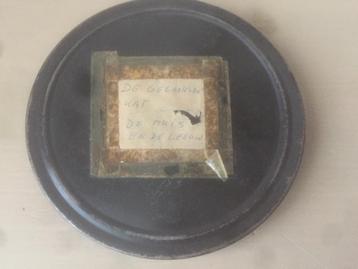 DE GELAARSDE
KAT
DE MUIS
EN DE LEEUW